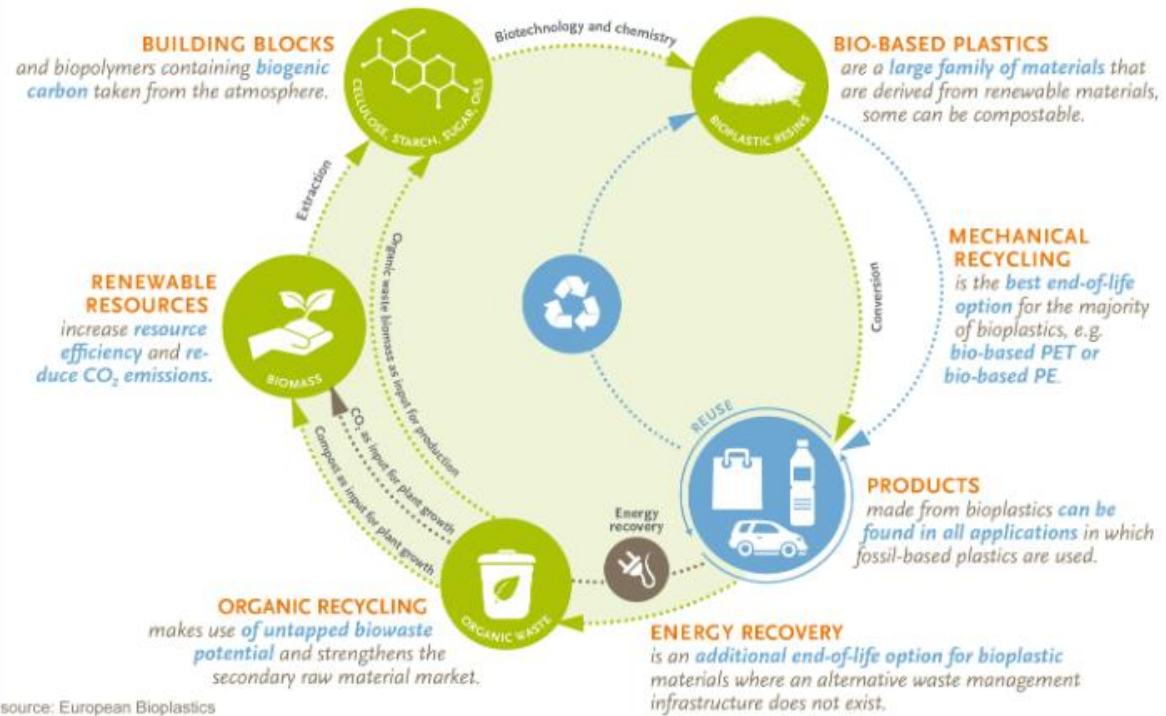 BUILDING BLOCKS
and biopolymers containing biogenic
carbon taken from the atmosphere.
CELLULOSE, STARCH, SUGAR, OILS
Biotechnology and chemistry
BIO-BASED PLASTICS
are a large family of materials that
are derived from renewable materials,
some can be compostable.
BIOPLASTIC RESINS
Extraction
RENEWABLE
RESOURCES
increase resource
efficiency and re-
duce CO₂ emissions.
BIOMASS
Organic waste biomass as input for production
CO₂ as input for plant growth
Compost as input for plant growth
Conversion
MECHANICAL
RECYCLING
is the best end-of-life
option for the majority
of bioplastics, e.g.
bio-based PET or
bio-based PE.
REUSE
PRODUCTS
made from bioplastics can be
found in all applications in which
fossil-based plastics are used.
Energy
recovery
ORGANIC WASTE
ORGANIC RECYCLING
makes use of untapped biowaste
potential and strengthens the
secondary raw material market.
ENERGY RECOVERY
is an additional end-of-life option for bioplastic
materials where an alternative waste management
infrastructure does not exist.
source: European Bioplastics